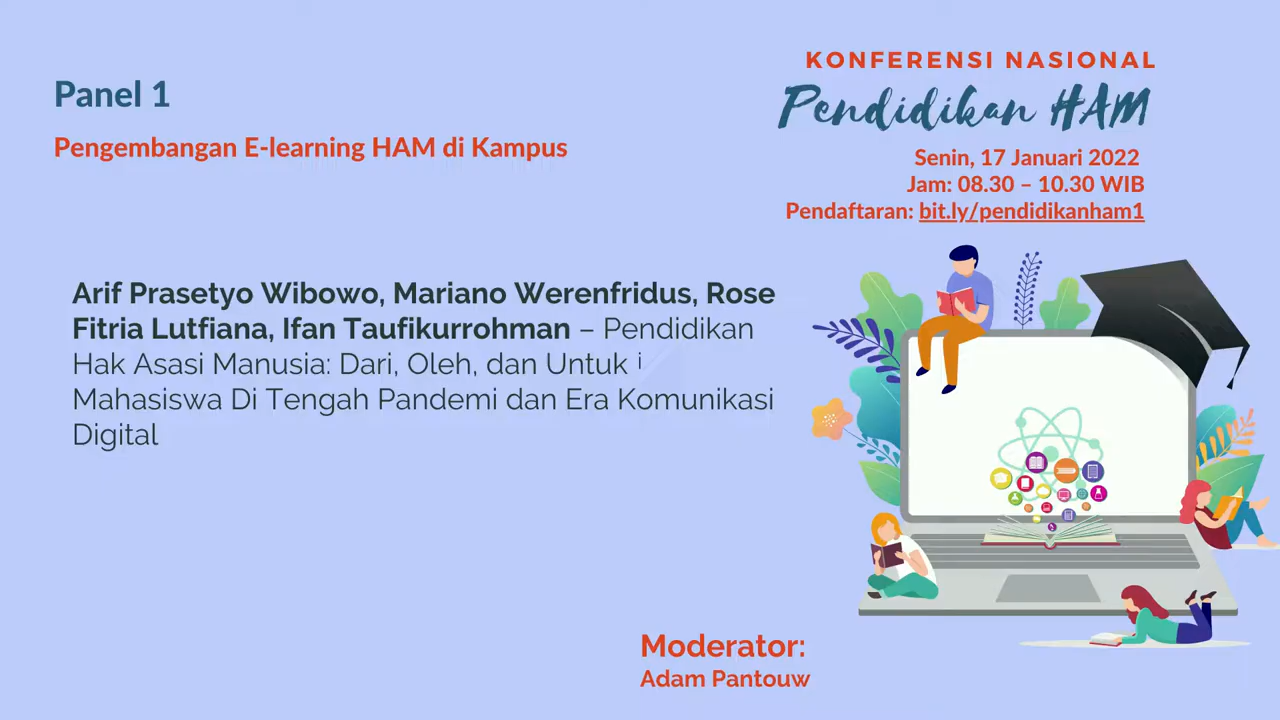 Panel 1
Pengembangan E-learning HAM di Kampus
KONFERENSI NASIONAL
Pendidikan HAM
Senin, 17 Januari 2022
Jam: 08.30 – 10.30 WIB
Pendaftaran: bit.ly/pendidikanham1
Arif Prasetyo Wibowo, Mariano Werenfridus, Rose
Fitria Lutfiana, Ifan Taufikurrohman – Pendidikan
Hak Asasi Manusia: Dari, Oleh, dan Untuk
Mahasiswa Di Tengah Pandemi dan Era Komunikasi
Digital
Moderator:
Adam Pantouw